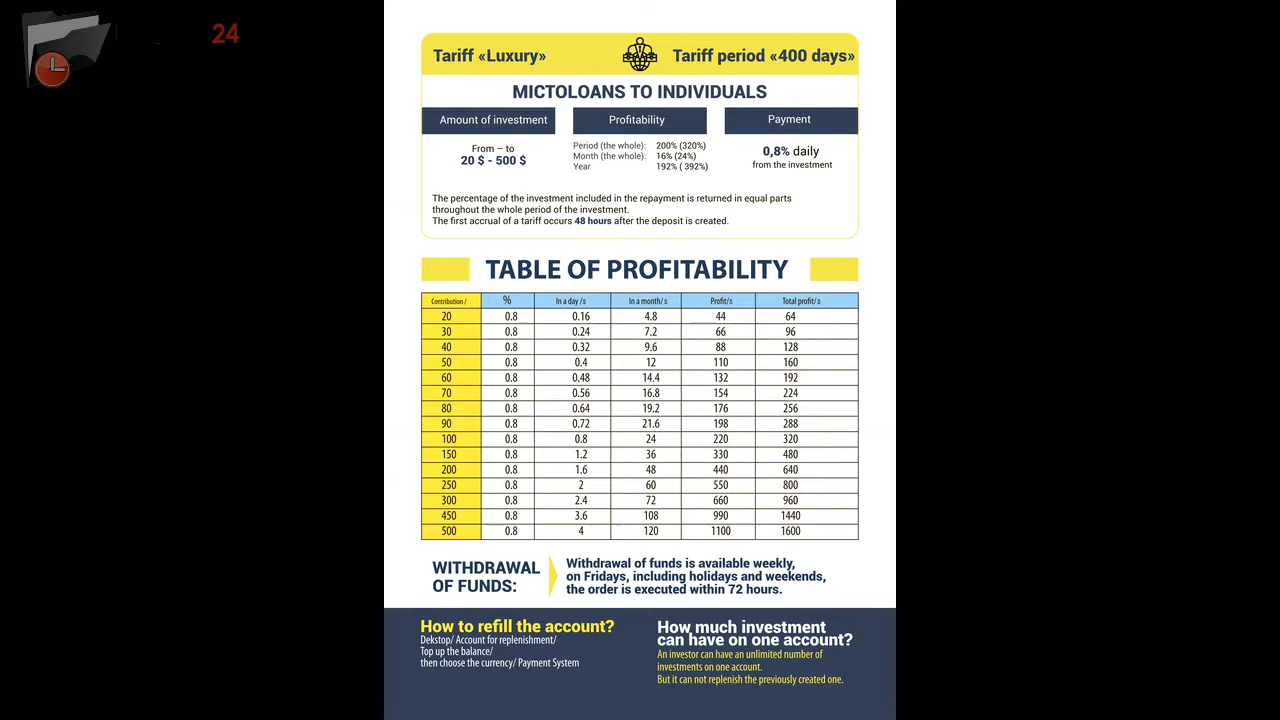 24
Tariff «Luxury» Tariff period «400 days»
MICTOLOANS TO INDIVIDUALS
Amount of investment Profitability Payment
From – to
20 $ - 500 $
Period (the whole): 200% (320%)
Month (the whole): 16% (24%)
Year 192% ( 392%)
0,8% daily
from the investment
The percentage of the investment included in the repayment is returned in equal parts
throughout the whole period of the investment.
The first accrual of a tariff occurs 48 hours after the deposit is created.
TABLE OF PROFITABILITY
Contribution / % In a day /s In a month/ s Profit/s Total profit/ s
20 0.8 0.16 4.8 44 64
30 0.8 0.24 7.2 66 96
40 0.8 0.32 9.6 88 128
50 0.8 0.4 12 110 160
60 0.8 0.48 14.4 132 192
70 0.8 0.56 16.8 154 224
80 0.8 0.64 19.2 176 256
90 0.8 0.72 21.6 198 288
100 0.8 0.8 24 220 320
150 0.8 1.2 36 330 480
200 0.8 1.6 48 440 640
250 0.8 2 60 550 800
300 0.8 2.4 72 660 960
450 0.8 3.6 108 990 1440
500 0.8 4 120 1100 1600
WITHDRAWAL
OF FUNDS:
Withdrawal of funds is available weekly,
on Fridays, including holidays and weekends,
the order is executed within 72 hours.
How to refill the account?
Dekstop/ Account for replenishment/
Top up the balance/
then choose the currency/ Payment System
How much investment
can have on one account?
An investor can have an unlimited number of
investments on one account.
But it can not replenish the previously created one.